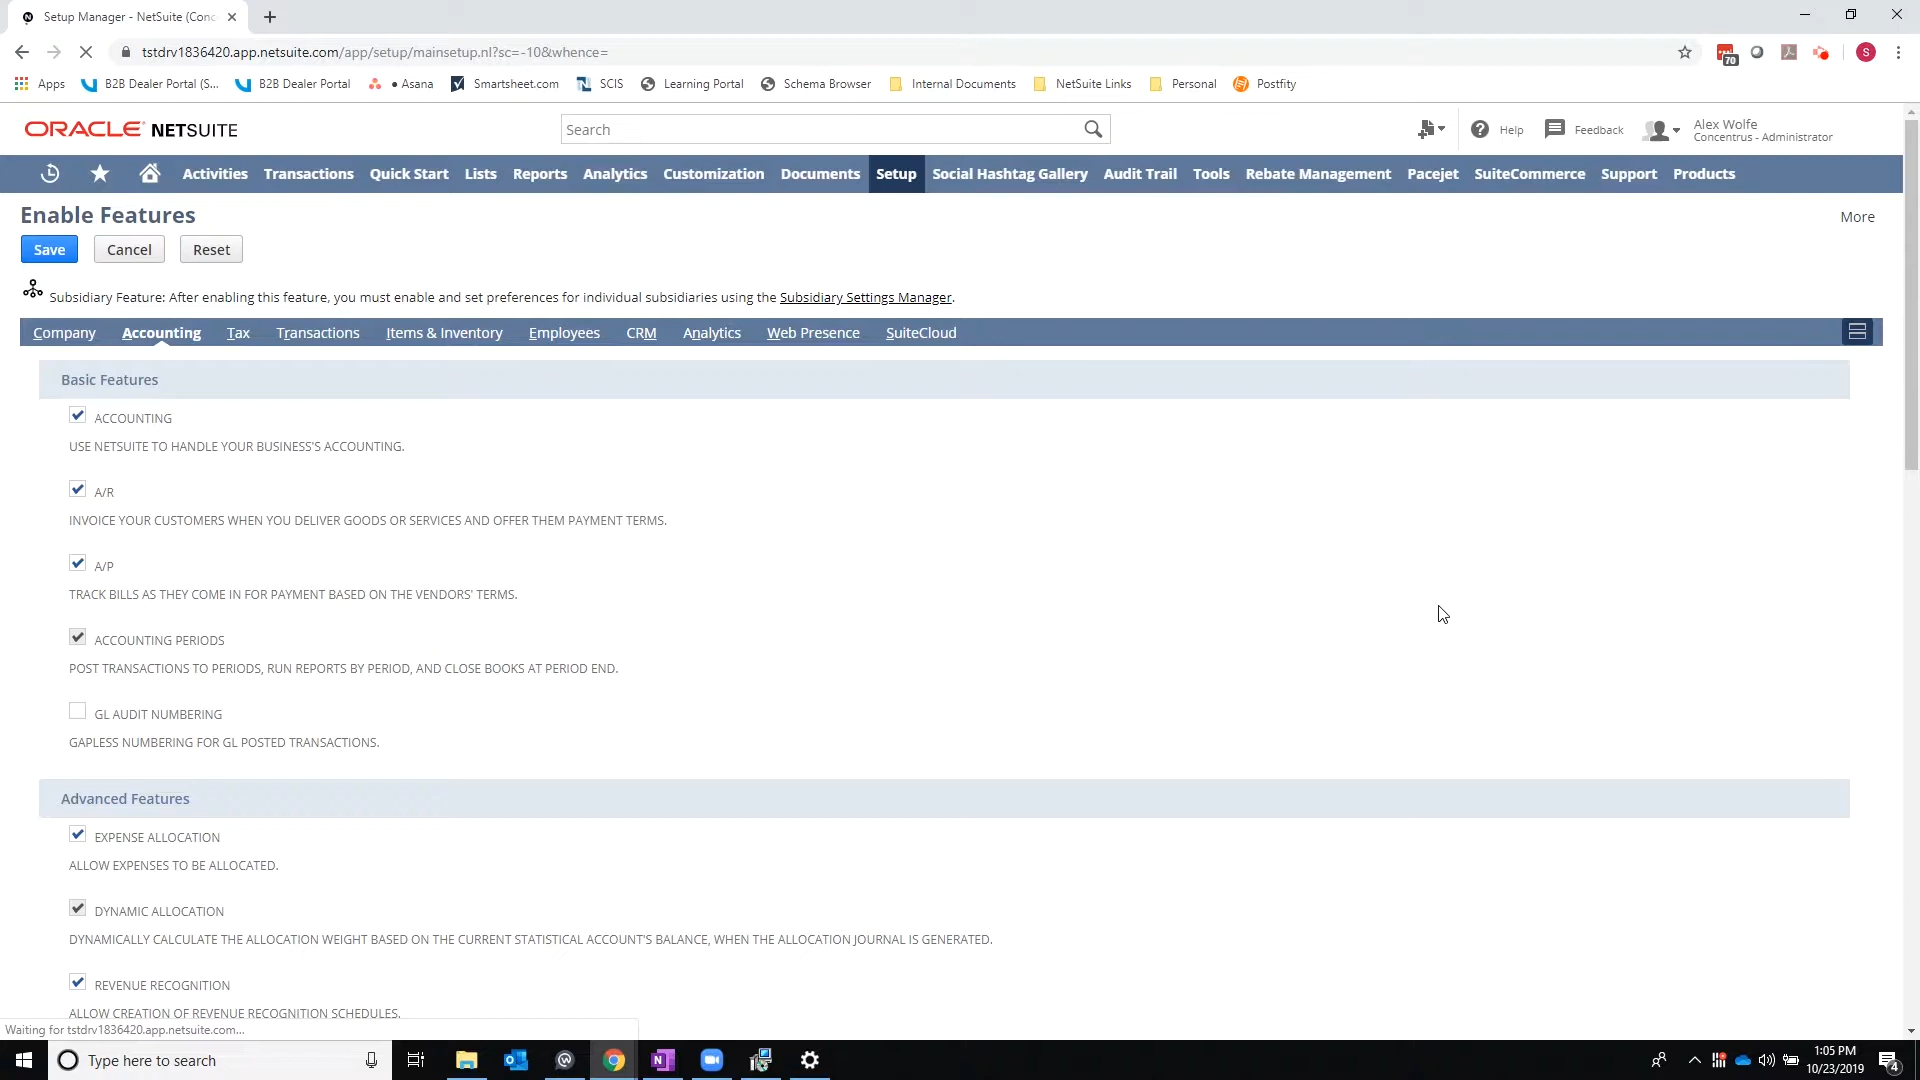 Setup Manager - NetSuite (Conc
tstdrv1836420.app.netsuite.com/app/setup/mainsetup.nl?sc=-10&whence=
70
S
Apps B2B Dealer Portal (S... B2B Dealer Portal • Asana Smartsheet.com SCIS Learning Portal Schema Browser Internal Documents NetSuite Links Personal Postfity
ORACLE NETSUITE Search Help Feedback Alex Wolfe
Concentrus - Administrator
Activities Transactions Quick Start Lists Reports Analytics Customization Documents Setup Social Hashtag Gallery Audit Trail Tools Rebate Management Pacejet SuiteCommerce Support Products
Enable Features
More
Save Cancel Reset
Subsidiary Feature: After enabling this feature, you must enable and set preferences for individual subsidiaries using the Subsidiary Settings Manager.
Company Accounting Tax Transactions Items & Inventory Employees CRM Analytics Web Presence SuiteCloud
Basic Features
ACCOUNTING
USE NETSUITE TO HANDLE YOUR BUSINESS'S ACCOUNTING.
A/R
INVOICE YOUR CUSTOMERS WHEN YOU DELIVER GOODS OR SERVICES AND OFFER THEM PAYMENT TERMS.
A/P
TRACK BILLS AS THEY COME IN FOR PAYMENT BASED ON THE VENDORS' TERMS.
ACCOUNTING PERIODS
POST TRANSACTIONS TO PERIODS, RUN REPORTS BY PERIOD, AND CLOSE BOOKS AT PERIOD END.
GL AUDIT NUMBERING
GAPLESS NUMBERING FOR GL POSTED TRANSACTIONS.
Advanced Features
EXPENSE ALLOCATION
ALLOW EXPENSES TO BE ALLOCATED.
DYNAMIC ALLOCATION
DYNAMICALLY CALCULATE THE ALLOCATION WEIGHT BASED ON THE CURRENT STATISTICAL ACCOUNT'S BALANCE, WHEN THE ALLOCATION JOURNAL IS GENERATED.
REVENUE RECOGNITION
ALLOW CREATION OF REVENUE RECOGNITION SCHEDULES.
Waiting for tstdrv1836420.app.netsuite.com...
Type here to search
1:05 PM
10/23/2019
4